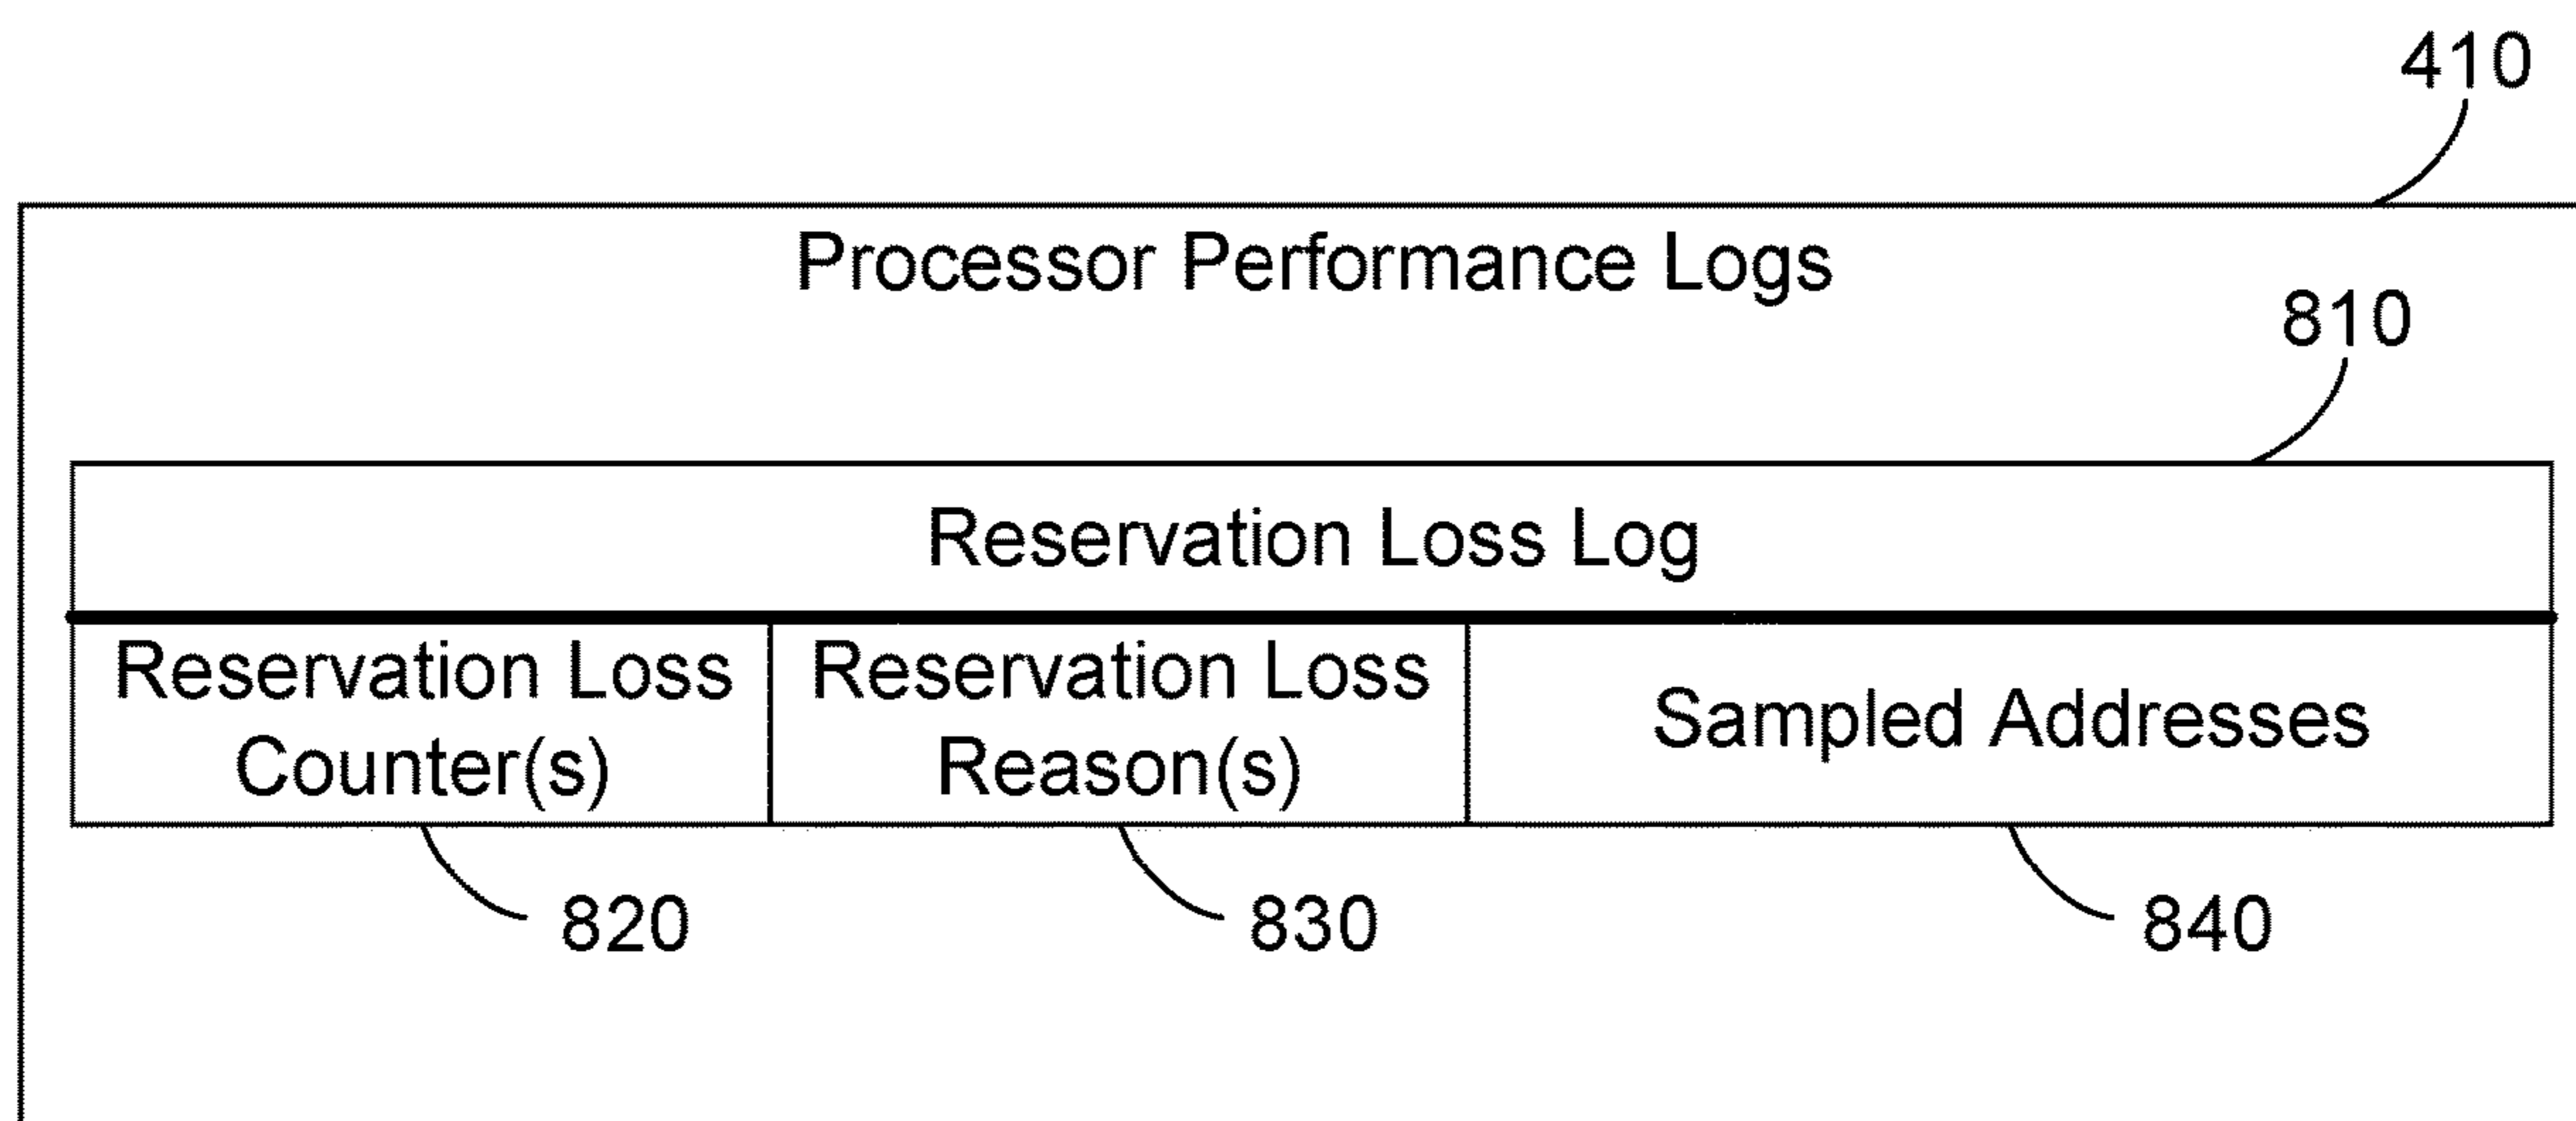 410
Processor Performance Logs
810
Reservation Loss Log
Reservation Loss
Counter(s)
Reservation Loss
Reason(s)
Sampled Addresses
820
830
840